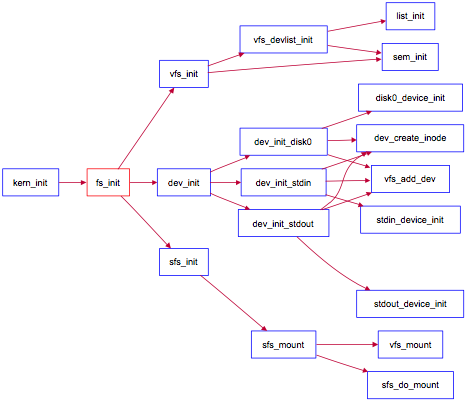 list_init
vfs_devlist_init
sem_init
vfs_init
disk0_device_init
dev_init_disk0
dev_create_inode
kern_init
fs_init
dev_init
dev_init_stdin
vfs_add_dev
dev_init_stdout
stdin_device_init
sfs_init
stdout_device_init
sfs_mount
vfs_mount
sfs_do_mount